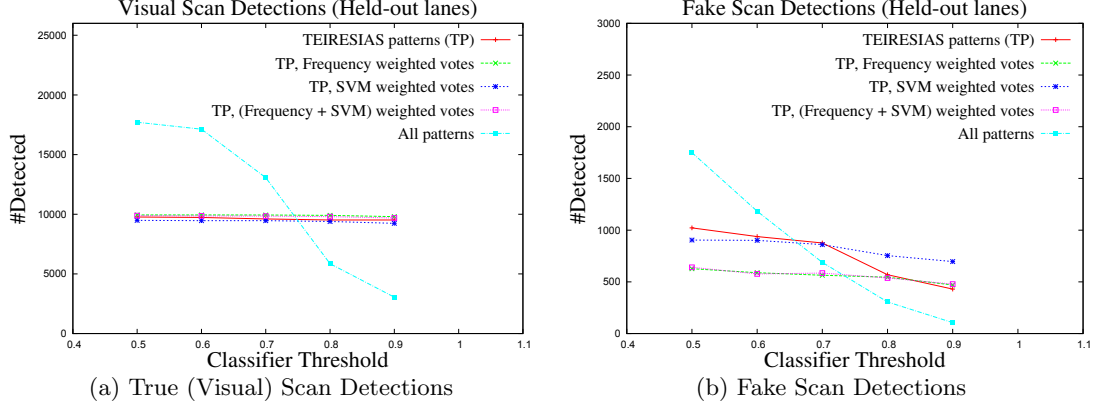 Visual Scan Detections (Held-out lanes)
25000
20000
15000
10000
5000
0
#Detected
TEIRESIAS patterns (TP)
TP, Frequency weighted votes
TP, SVM weighted votes
TP, (Frequency + SVM) weighted votes
All patterns
0.4 0.5 0.6 0.7 0.8 0.9 1 1.1
Classifier Threshold
(a) True (Visual) Scan Detections
Fake Scan Detections (Held-out lanes)
3000
2500
2000
1500
1000
500
0
#Detected
TEIRESIAS patterns (TP)
TP, Frequency weighted votes
TP, SVM weighted votes
TP, (Frequency + SVM) weighted votes
All patterns
0.4 0.5 0.6 0.7 0.8 0.9 1 1.1
Classifier Threshold
(b) Fake Scan Detections